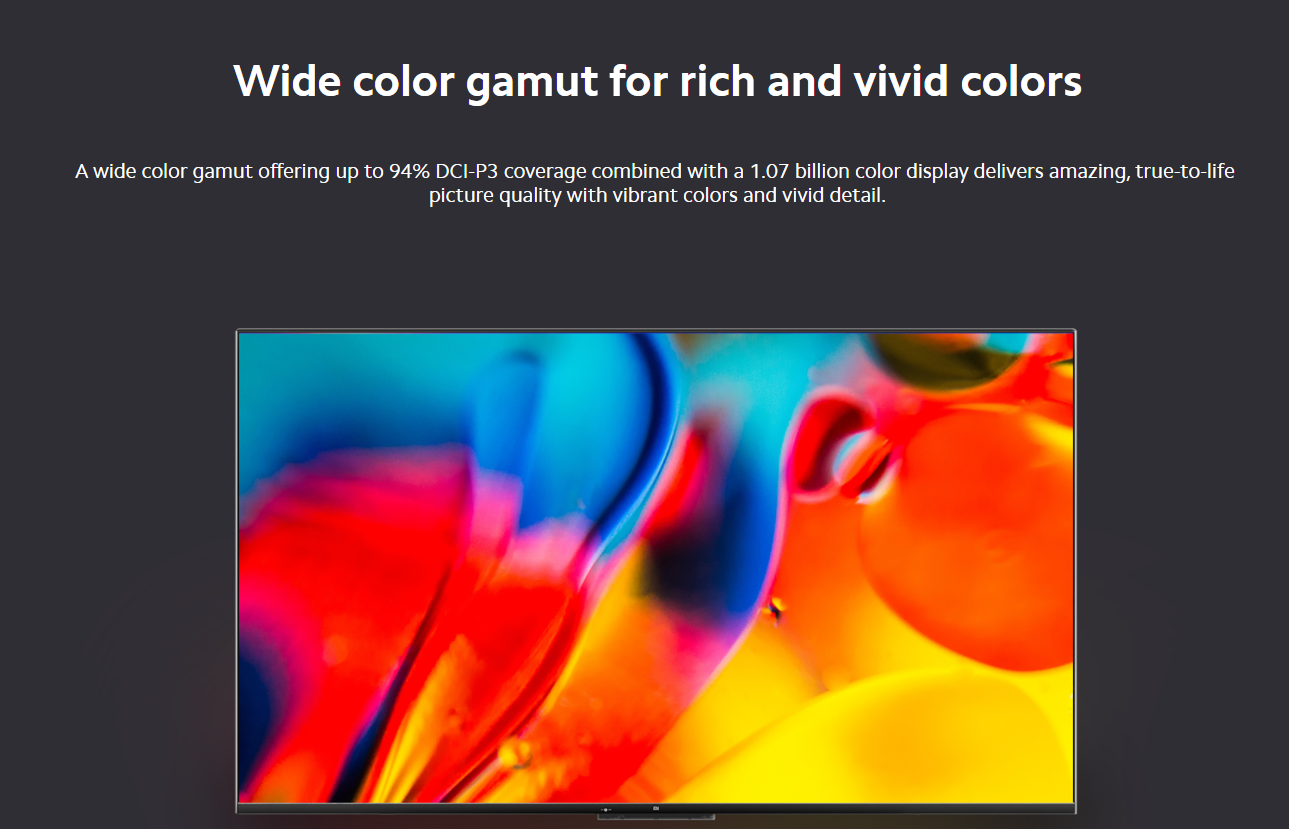 Wide color gamut for rich and vivid colors
A wide color gamut offering up to 94% DCI-P3 coverage combined with a 1.07 billion color display delivers amazing, true-to-life
picture quality with vibrant colors and vivid detail.